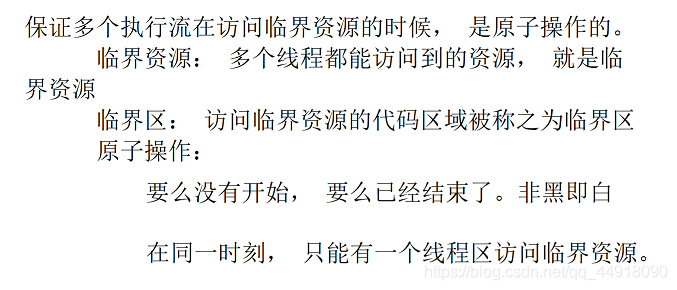 保证多个执行流在访问临界资源的时候， 是原子操作的。
临界资源： 多个线程都能访问到的资源， 就是临
界资源
临界区： 访问临界资源的代码区域被称之为临界区
原子操作：
要么没有开始， 要么已经结束了。非黑即白
在同一时刻， 只能有一个线程区访问临界资源。
https://blog.csdn.net/qq_44918090